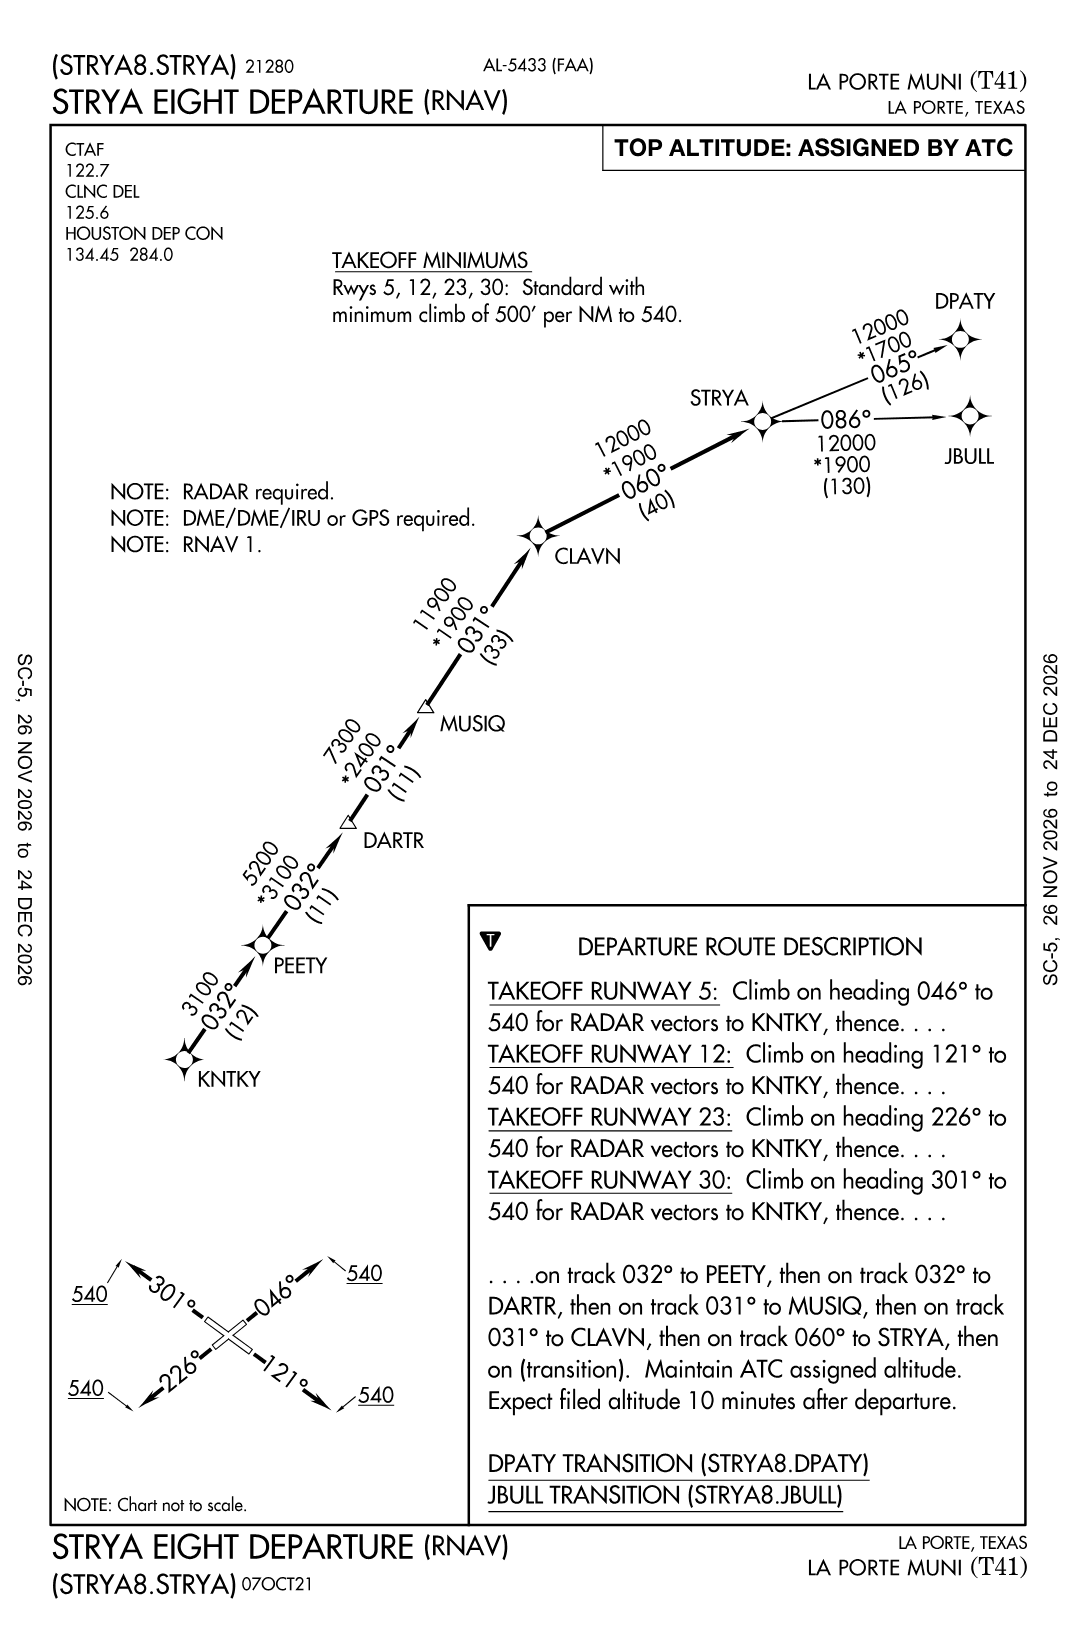 (STRYA8.STRYA) 21280
AL-5433 (FAA)
LA PORTE MUNI (T41)
STRYA EIGHT DEPARTURE (RNAV)
LA PORTE, TEXAS
TOP ALTITUDE: ASSIGNED BY ATC
CTAF
122.7
CLNC DEL
125.6
HOUSTON DEP CON
134.45 284.0
TAKEOFF MINIMUMS
Rwys 5, 12, 23, 30: Standard with
minimum climb of 500' per NM to 540.
DPATY
12000
*1700
065°
(126)
STRYA
086°
12000
*1900
(130)
JBULL
12000
*1900
060°
(40)
NOTE: RADAR required.
NOTE: DME/DME/IRU or GPS required.
NOTE: RNAV 1.
CLAVN
11900
*1900
031°
(33)
MUSIQ
7300
*2400
031°
(11)
DARTR
5200
*3100
032°
(11)
PEETY
3100
032°
(12)
KNTKY
SC-5, 26 NOV 2026 to 24 DEC 2026
SC-5, 26 NOV 2026 to 24 DEC 2026
T
DEPARTURE ROUTE DESCRIPTION
TAKEOFF RUNWAY 5: Climb on heading 046° to
540 for RADAR vectors to KNTKY, thence. . . .
TAKEOFF RUNWAY 12: Climb on heading 121° to
540 for RADAR vectors to KNTKY, thence. . . .
TAKEOFF RUNWAY 23: Climb on heading 226° to
540 for RADAR vectors to KNTKY, thence. . . .
TAKEOFF RUNWAY 30: Climb on heading 301° to
540 for RADAR vectors to KNTKY, thence. . . .
. . . .on track 032° to PEETY, then on track 032° to
DARTR, then on track 031° to MUSIQ, then on track
031° to CLAVN, then on track 060° to STRYA, then
on (transition). Maintain ATC assigned altitude.
Expect filed altitude 10 minutes after departure.
DPATY TRANSITION (STRYA8.DPATY)
JBULL TRANSITION (STRYA8.JBULL)
540
301°
046°
540
540
226°
121°
540
NOTE: Chart not to scale.
STRYA EIGHT DEPARTURE (RNAV)
LA PORTE, TEXAS
(STRYA8.STRYA) 07OCT21
LA PORTE MUNI (T41)